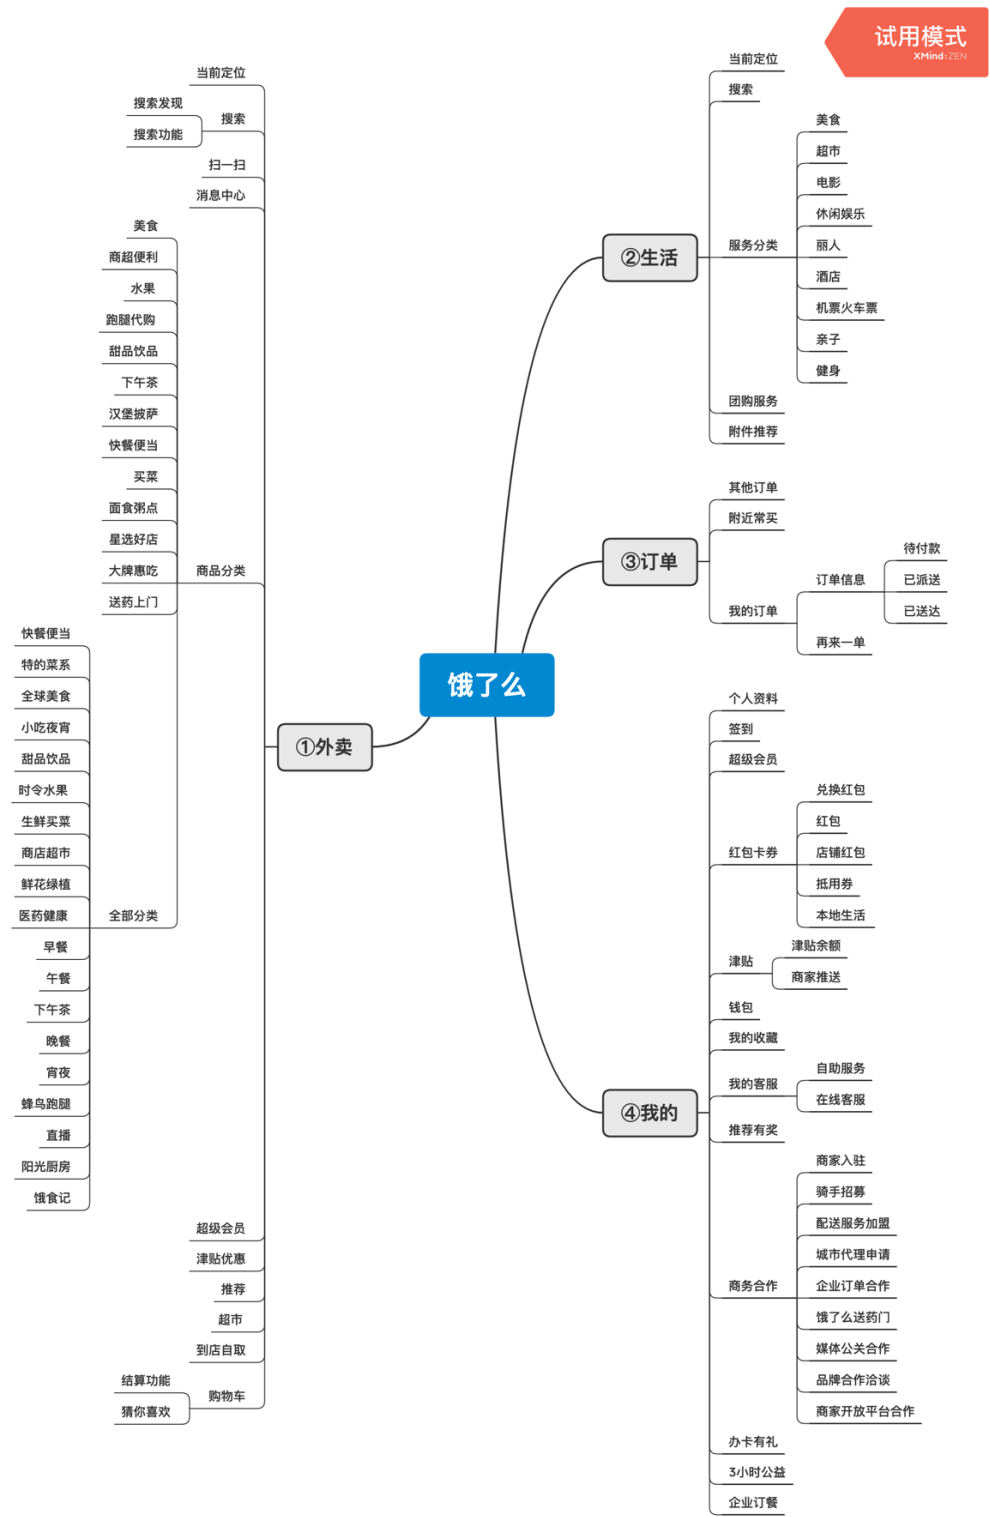 试用模式
XMind:ZEN
饿了么
①外卖
当前定位
搜索
搜索发现
搜索功能
扫一扫
消息中心
商品分类
美食
商超便利
水果
跑腿代购
甜品饮品
下午茶
汉堡披萨
快餐便当
买菜
面食粥点
星选好店
大牌惠吃
送药上门
全部分类
快餐便当
特的菜系
全球美食
小吃夜宵
甜品饮品
时令水果
生鲜买菜
商店超市
鲜花绿植
医药健康
早餐
午餐
下午茶
晚餐
宵夜
蜂鸟跑腿
直播
阳光厨房
饿食记
超级会员
津贴优惠
推荐
超市
到店自取
购物车
结算功能
猜你喜欢
②生活
当前定位
搜索
服务分类
美食
超市
电影
休闲娱乐
丽人
酒店
机票火车票
亲子
健身
团购服务
附件推荐
③订单
其他订单
附近常买
我的订单
订单信息
待付款
已派送
已送达
再来一单
④我的
个人资料
签到
超级会员
红包卡券
兑换红包
红包
店铺红包
抵用券
本地生活
津贴
津贴余额
商家推送
钱包
我的收藏
我的客服
自助服务
在线客服
推荐有奖
商务合作
商家入驻
骑手招募
配送服务加盟
城市代理申请
企业订单合作
饿了么送药门
媒体公关合作
品牌合作洽谈
商家开放平台合作
办卡有礼
3小时公益
企业订餐